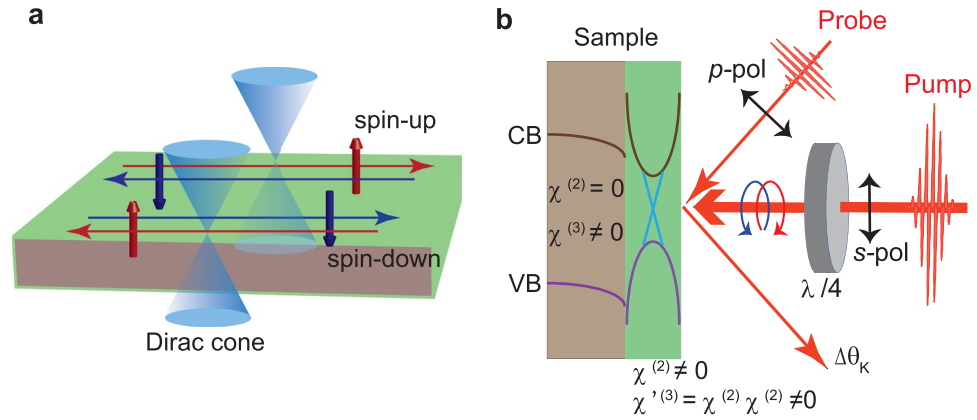 a
spin-up
spin-down
Dirac cone
b
Sample
Probe
p-pol
Pump
CB
χ (2) = 0
χ (3) ≠ 0
VB
s-pol
λ /4
ΔθK
χ (2) ≠ 0
χ '(3) = χ (2) χ (2) ≠0